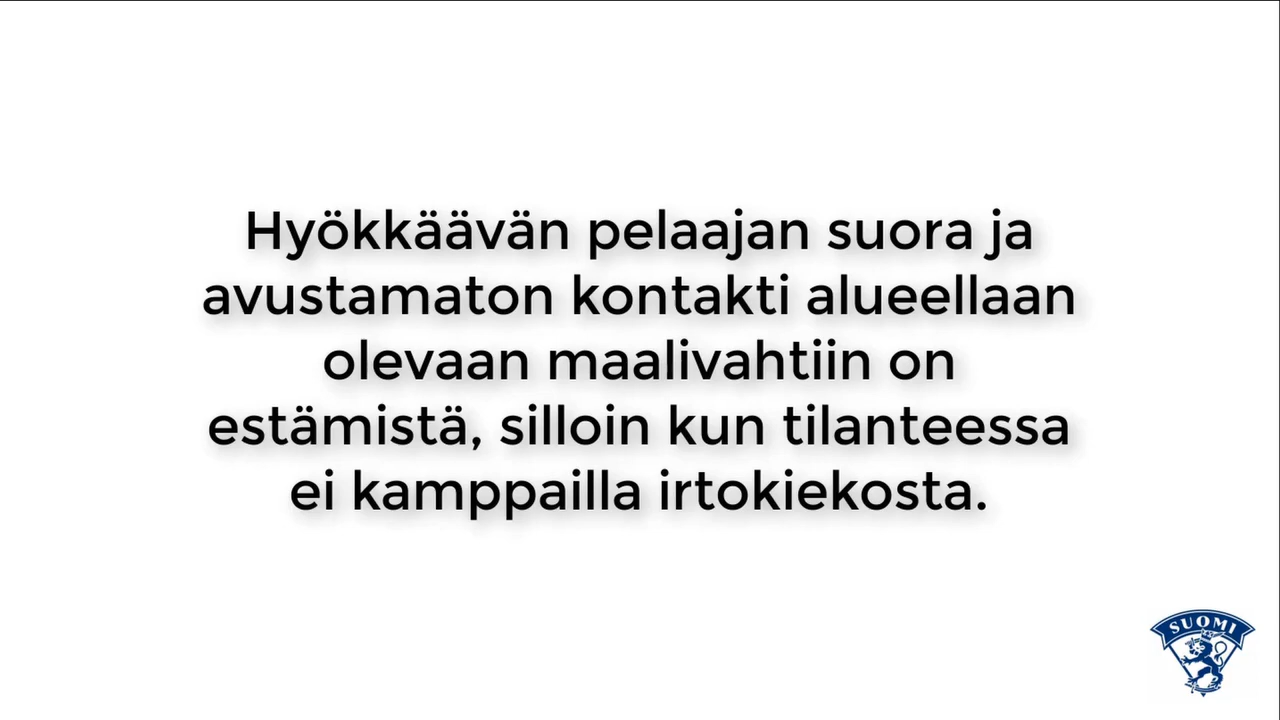 Hyökkäävän pelaajan suora ja
avustamaton kontakti alueellaan
olevaan maalivahtiin on
estämistä, silloin kun tilanteessa
ei kamppailla irtokiekosta.
SUOMI